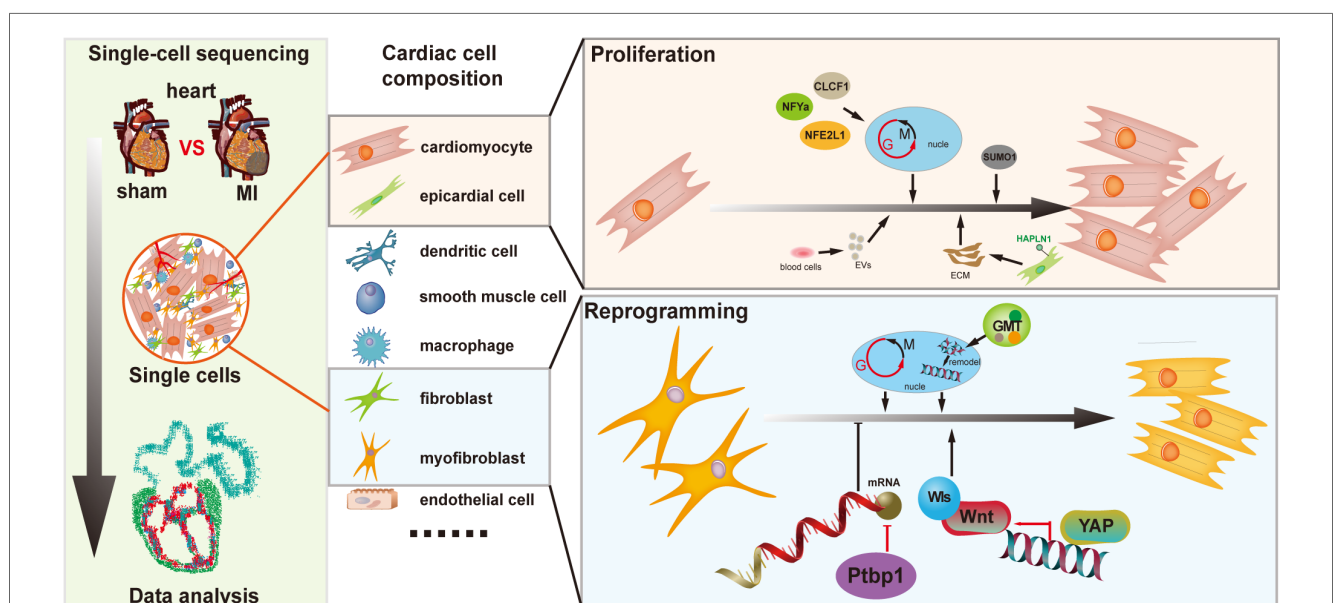 Single-cell sequencing
heart
VS
sham
MI
Single cells
Data analysis
Cardiac cell
composition
cardiomyocyte
epicardial cell
dendritic cell
smooth muscle cell
macrophage
fibroblast
myofibroblast
endothelial cell
......
Proliferation
CLCF1
NFYa
NFE2L1
M
G
nucle
SUMO1
blood cells
EVs
ECM
HAPLN1
Reprogramming
GMT
M
G
remodel
nucle
mRNA
Ptbp1
Wls
Wnt
YAP